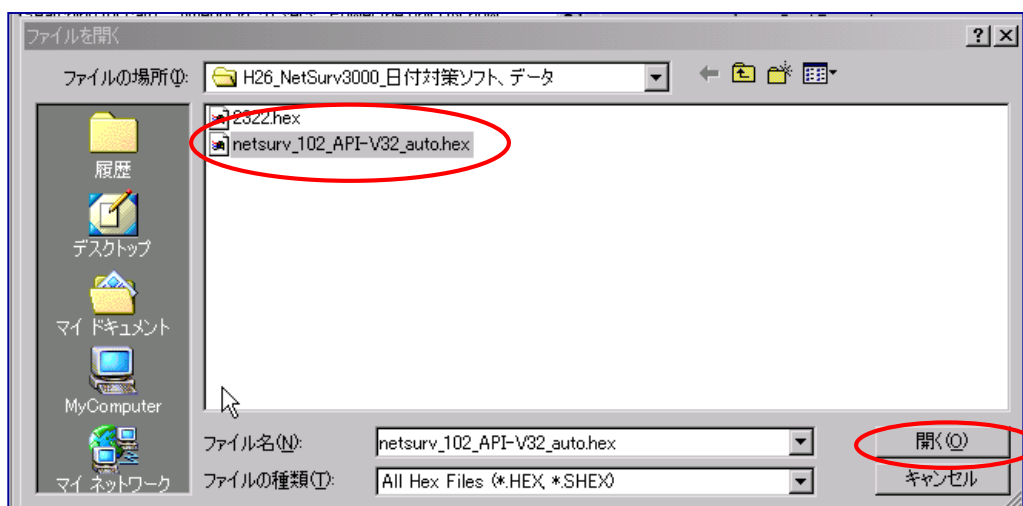 ファイルを開く
ファイルの場所(I): H26_NetSurv3000_日付対策ソフト、データ
2322.hex
netsurv_102_API-V32_auto.hex
履歴
デスクトップ
マイ ドキュメント
MyComputer
マイ ネットワーク
ファイル名(N): netsurv_102_API-V32_auto.hex 開く(O)
ファイルの種類(T): All Hex Files (*.HEX, *.SHEX) キャンセル